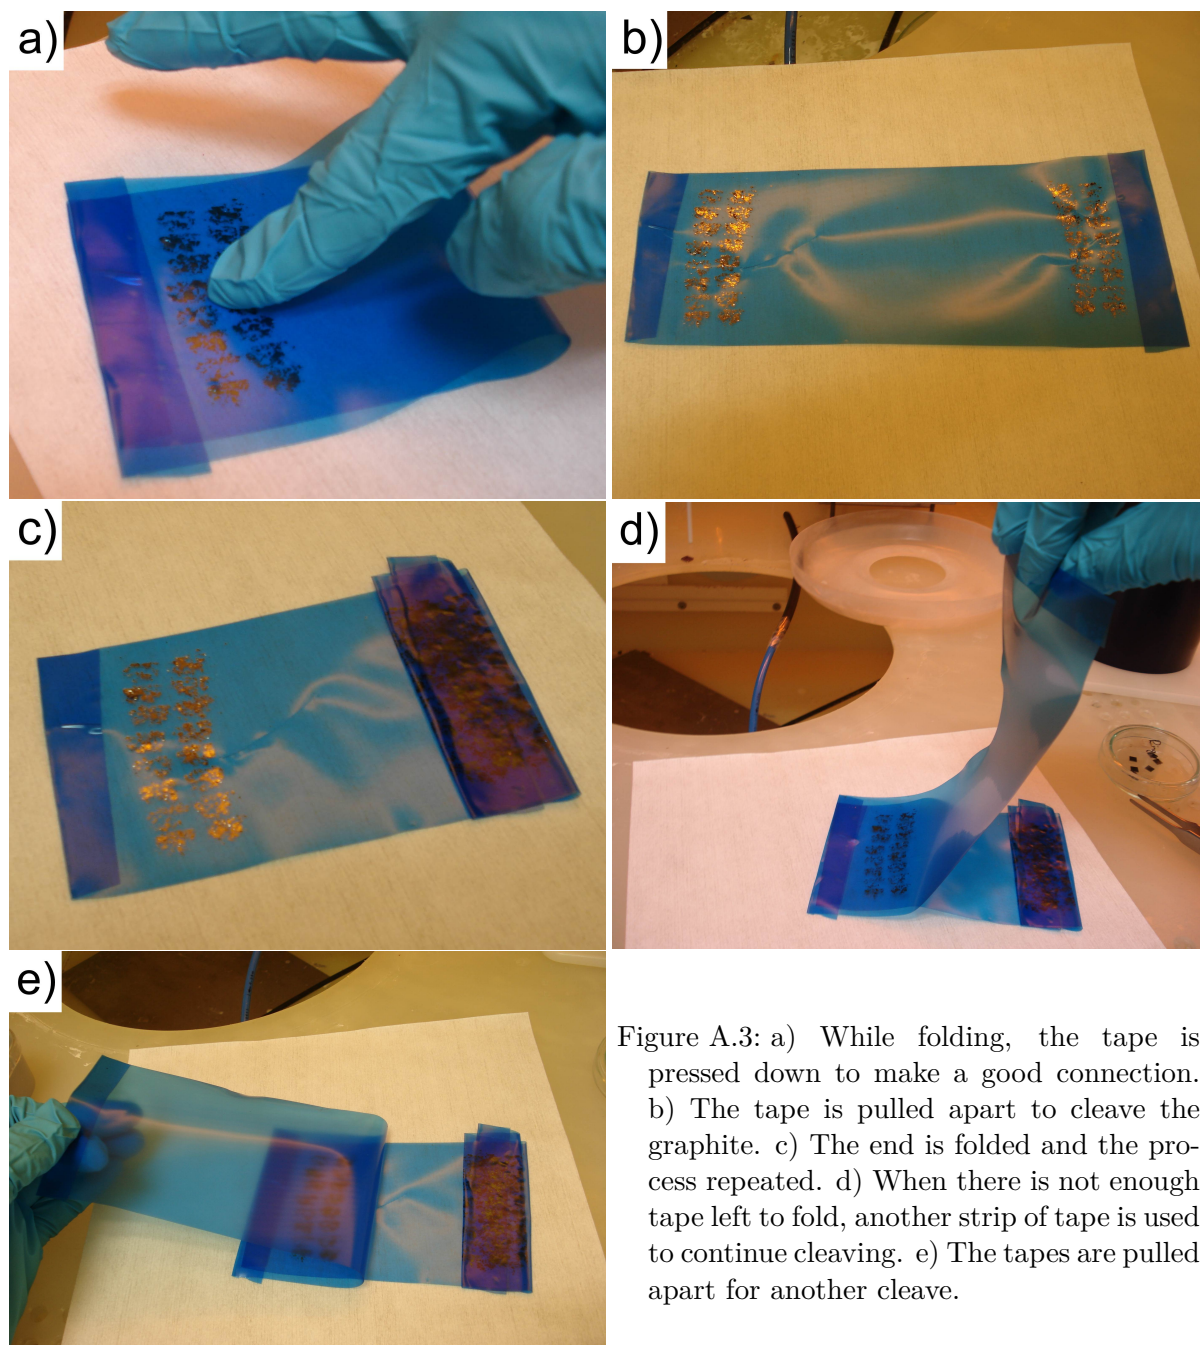 a)
b)
c)
d)
e)
Figure A.3: a) While folding, the tape is
pressed down to make a good connection.
b) The tape is pulled apart to cleave the
graphite. c) The end is folded and the pro-
cess repeated. d) When there is not enough
tape left to fold, another strip of tape is used
to continue cleaving. e) The tapes are pulled
apart for another cleave.